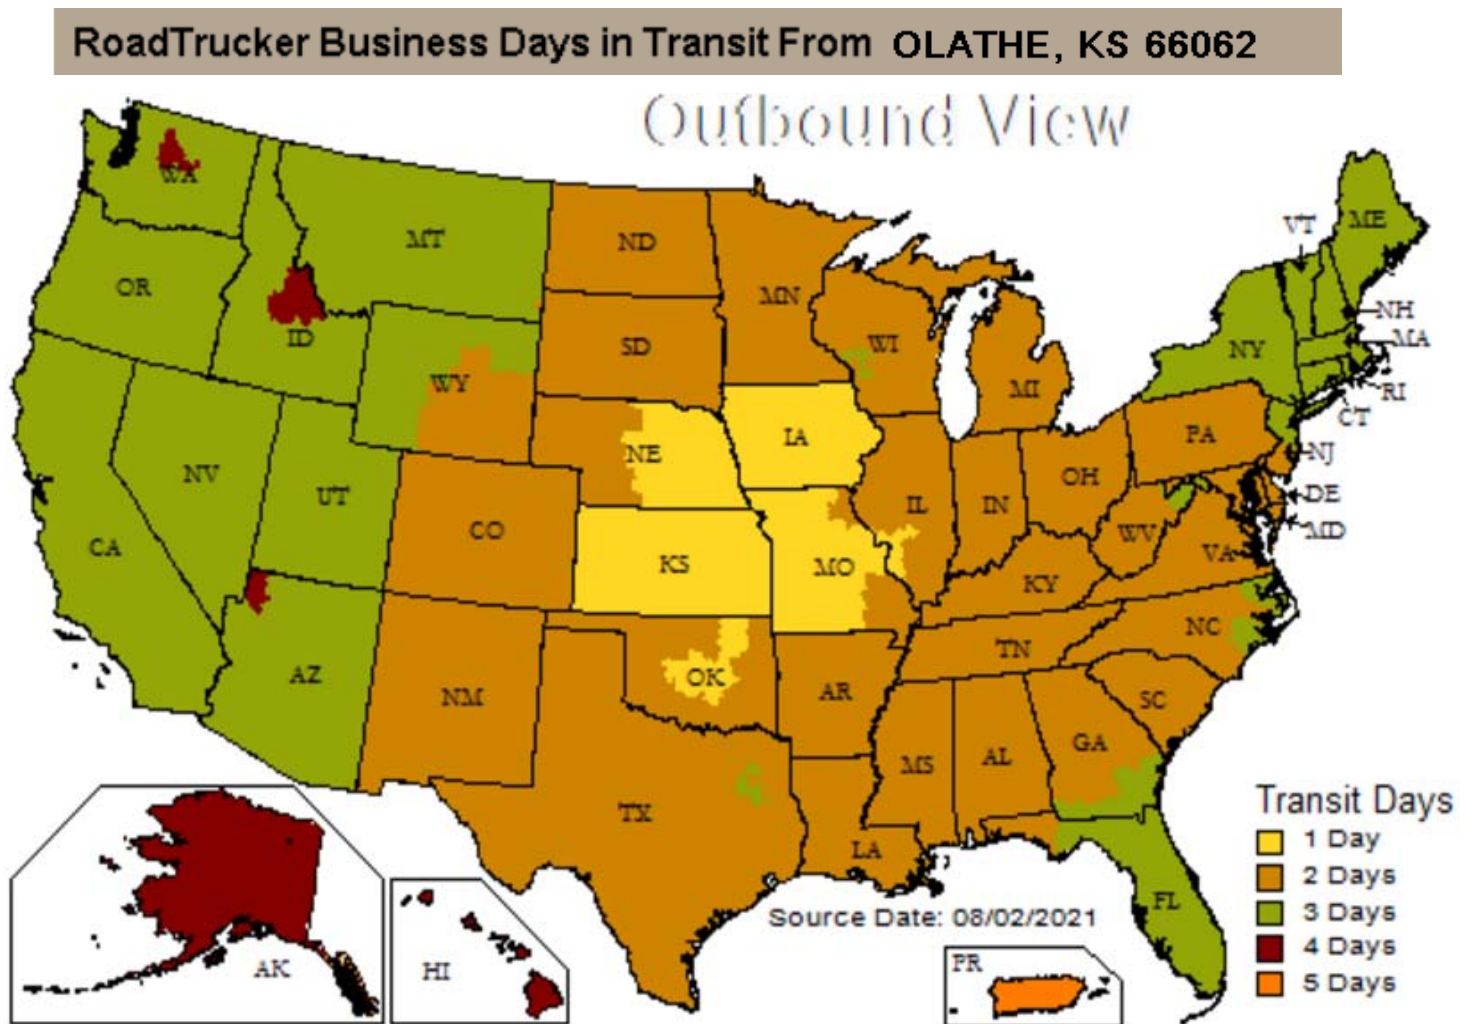 RoadTrucker Business Days in Transit From OLATHE, KS 66062
Outbound View
WA
MT
ND
MN
VT
ME
OR
ID
SD
WI
MI
NY
NH
MA
RI
CT
WY
NE
IA
PA
NJ
NV
UT
CO
IL
IN
OH
DE
MD
CA
KS
MO
WV
VA
KY
AZ
NM
OK
AR
TN
NC
SC
TX
MS
AL
GA
LA
FL
Transit Days
1 Day
2 Days
3 Days
4 Days
5 Days
Source Date: 08/02/2021
AK
HI
PR